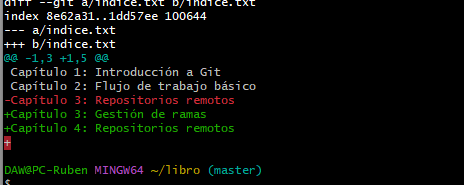 diff --git a/indice.txt b/indice.txt
index 8e62a31..1dd57ee 100644
--- a/indice.txt
+++ b/indice.txt
@@ -1,3 +1,5 @@
 Capítulo 1: Introducción a Git
 Capítulo 2: Flujo de trabajo básico
-Capítulo 3: Repositorios remotos
+Capítulo 3: Gestión de ramas
+Capítulo 4: Repositorios remotos
+
DAW@PC-Ruben MINGW64 ~/libro (master)
$